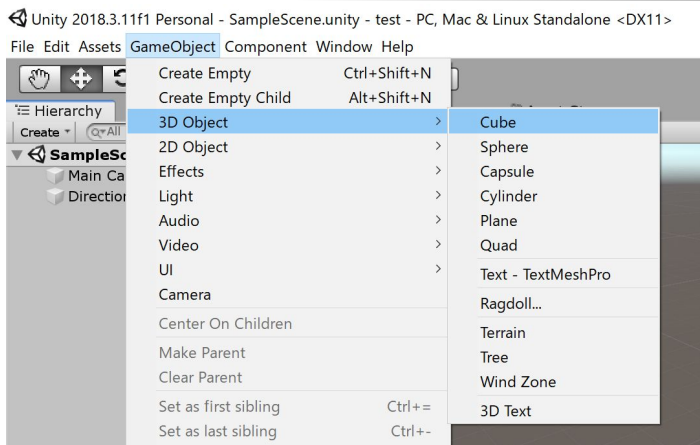 Unity 2018.3.11f1 Personal - SampleScene.unity - test - PC, Mac & Linux Standalone <DX11>
File Edit Assets GameObject Component Window Help
Hierarchy
Create All
SampleSc
Main Ca
Direction
Create Empty Ctrl+Shift+N
Create Empty Child Alt+Shift+N
3D Object
2D Object
Effects
Light
Audio
Video
UI
Camera
Center On Children
Make Parent
Clear Parent
Set as first sibling Ctrl+=
Set as last sibling Ctrl+-
Cube
Sphere
Capsule
Cylinder
Plane
Quad
Text - TextMeshPro
Ragdoll...
Terrain
Tree
Wind Zone
3D Text